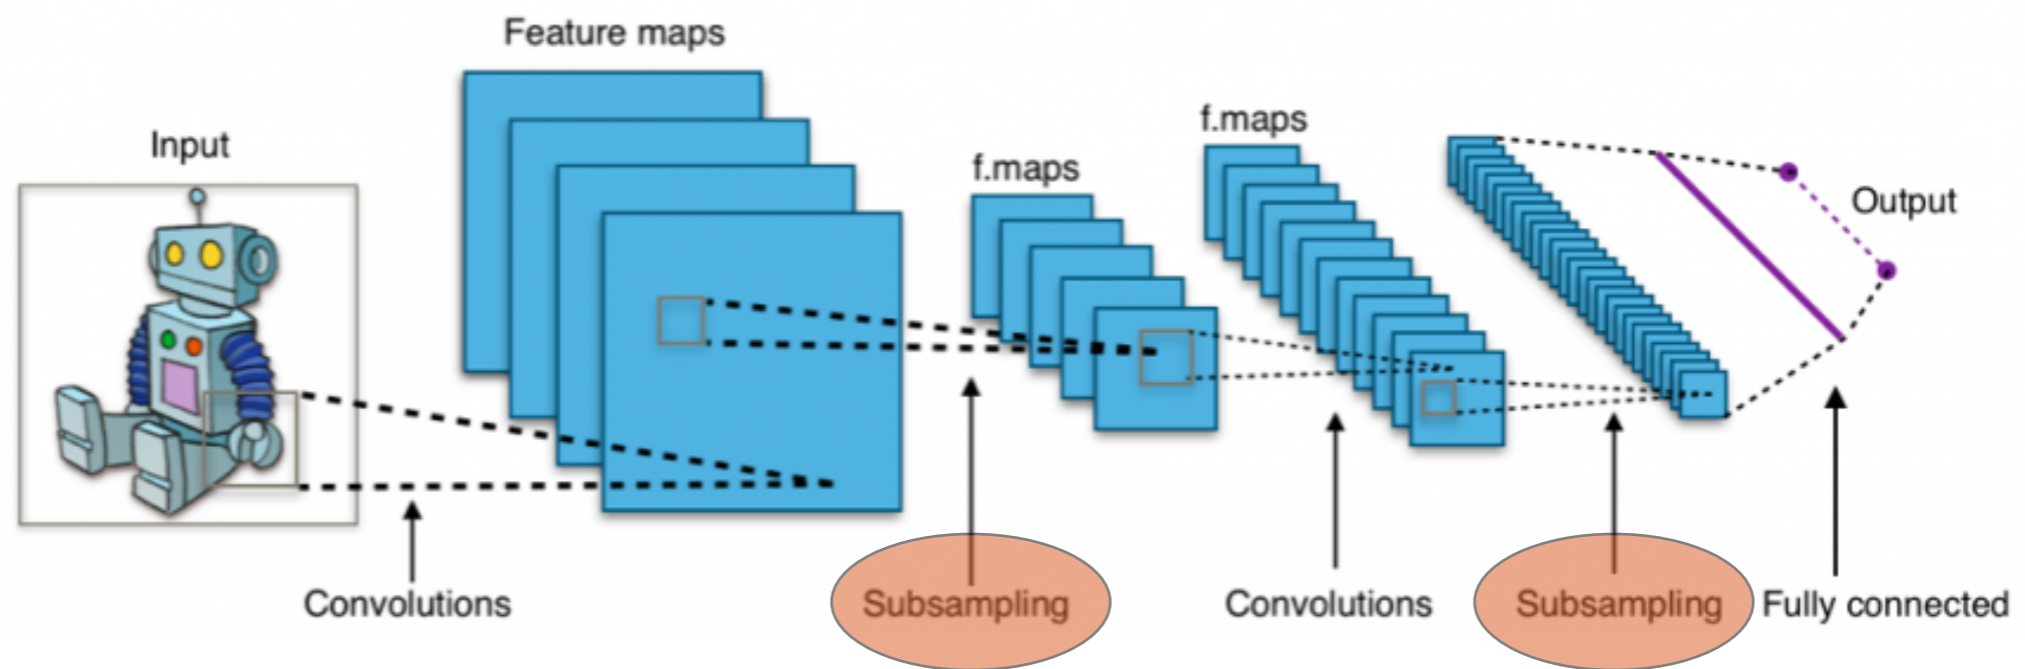 Feature maps
Input
f.maps
f.maps
Output
Convolutions
Subsampling
Convolutions
Subsampling
Fully connected